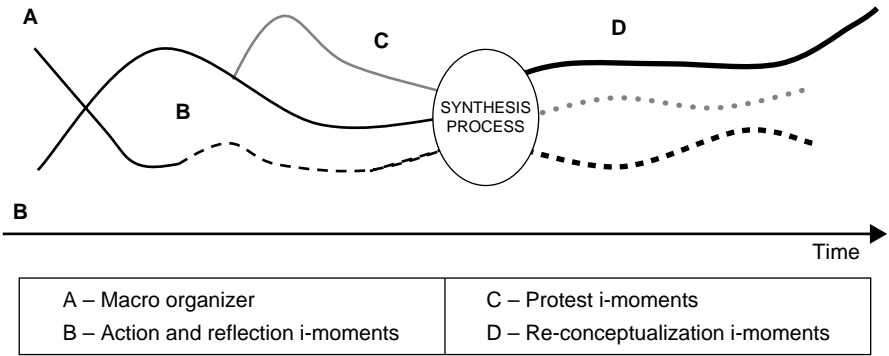 A
C
D
B
SYNTHESIS
PROCESS
B
Time
A – Macro organizer
B – Action and reflection i-moments
C – Protest i-moments
D – Re-conceptualization i-moments